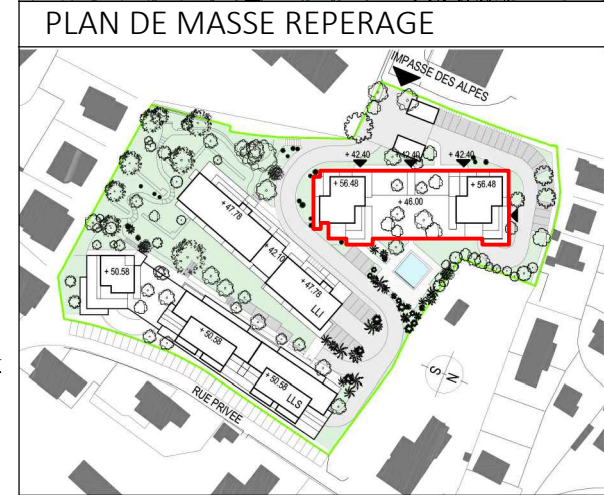 PLAN DE MASSE REPERAGE
IMPASSE DES ALPES
+ 42.40
+ 42.40
+ 42.40
+ 56.48
+ 56.48
+ 46.00
+ 47.78
+ 42.10
+ 50.58
+ 47.78
LLI
+ 50.58
+ 50.58
LLS
S
N
RUE PRIVEE